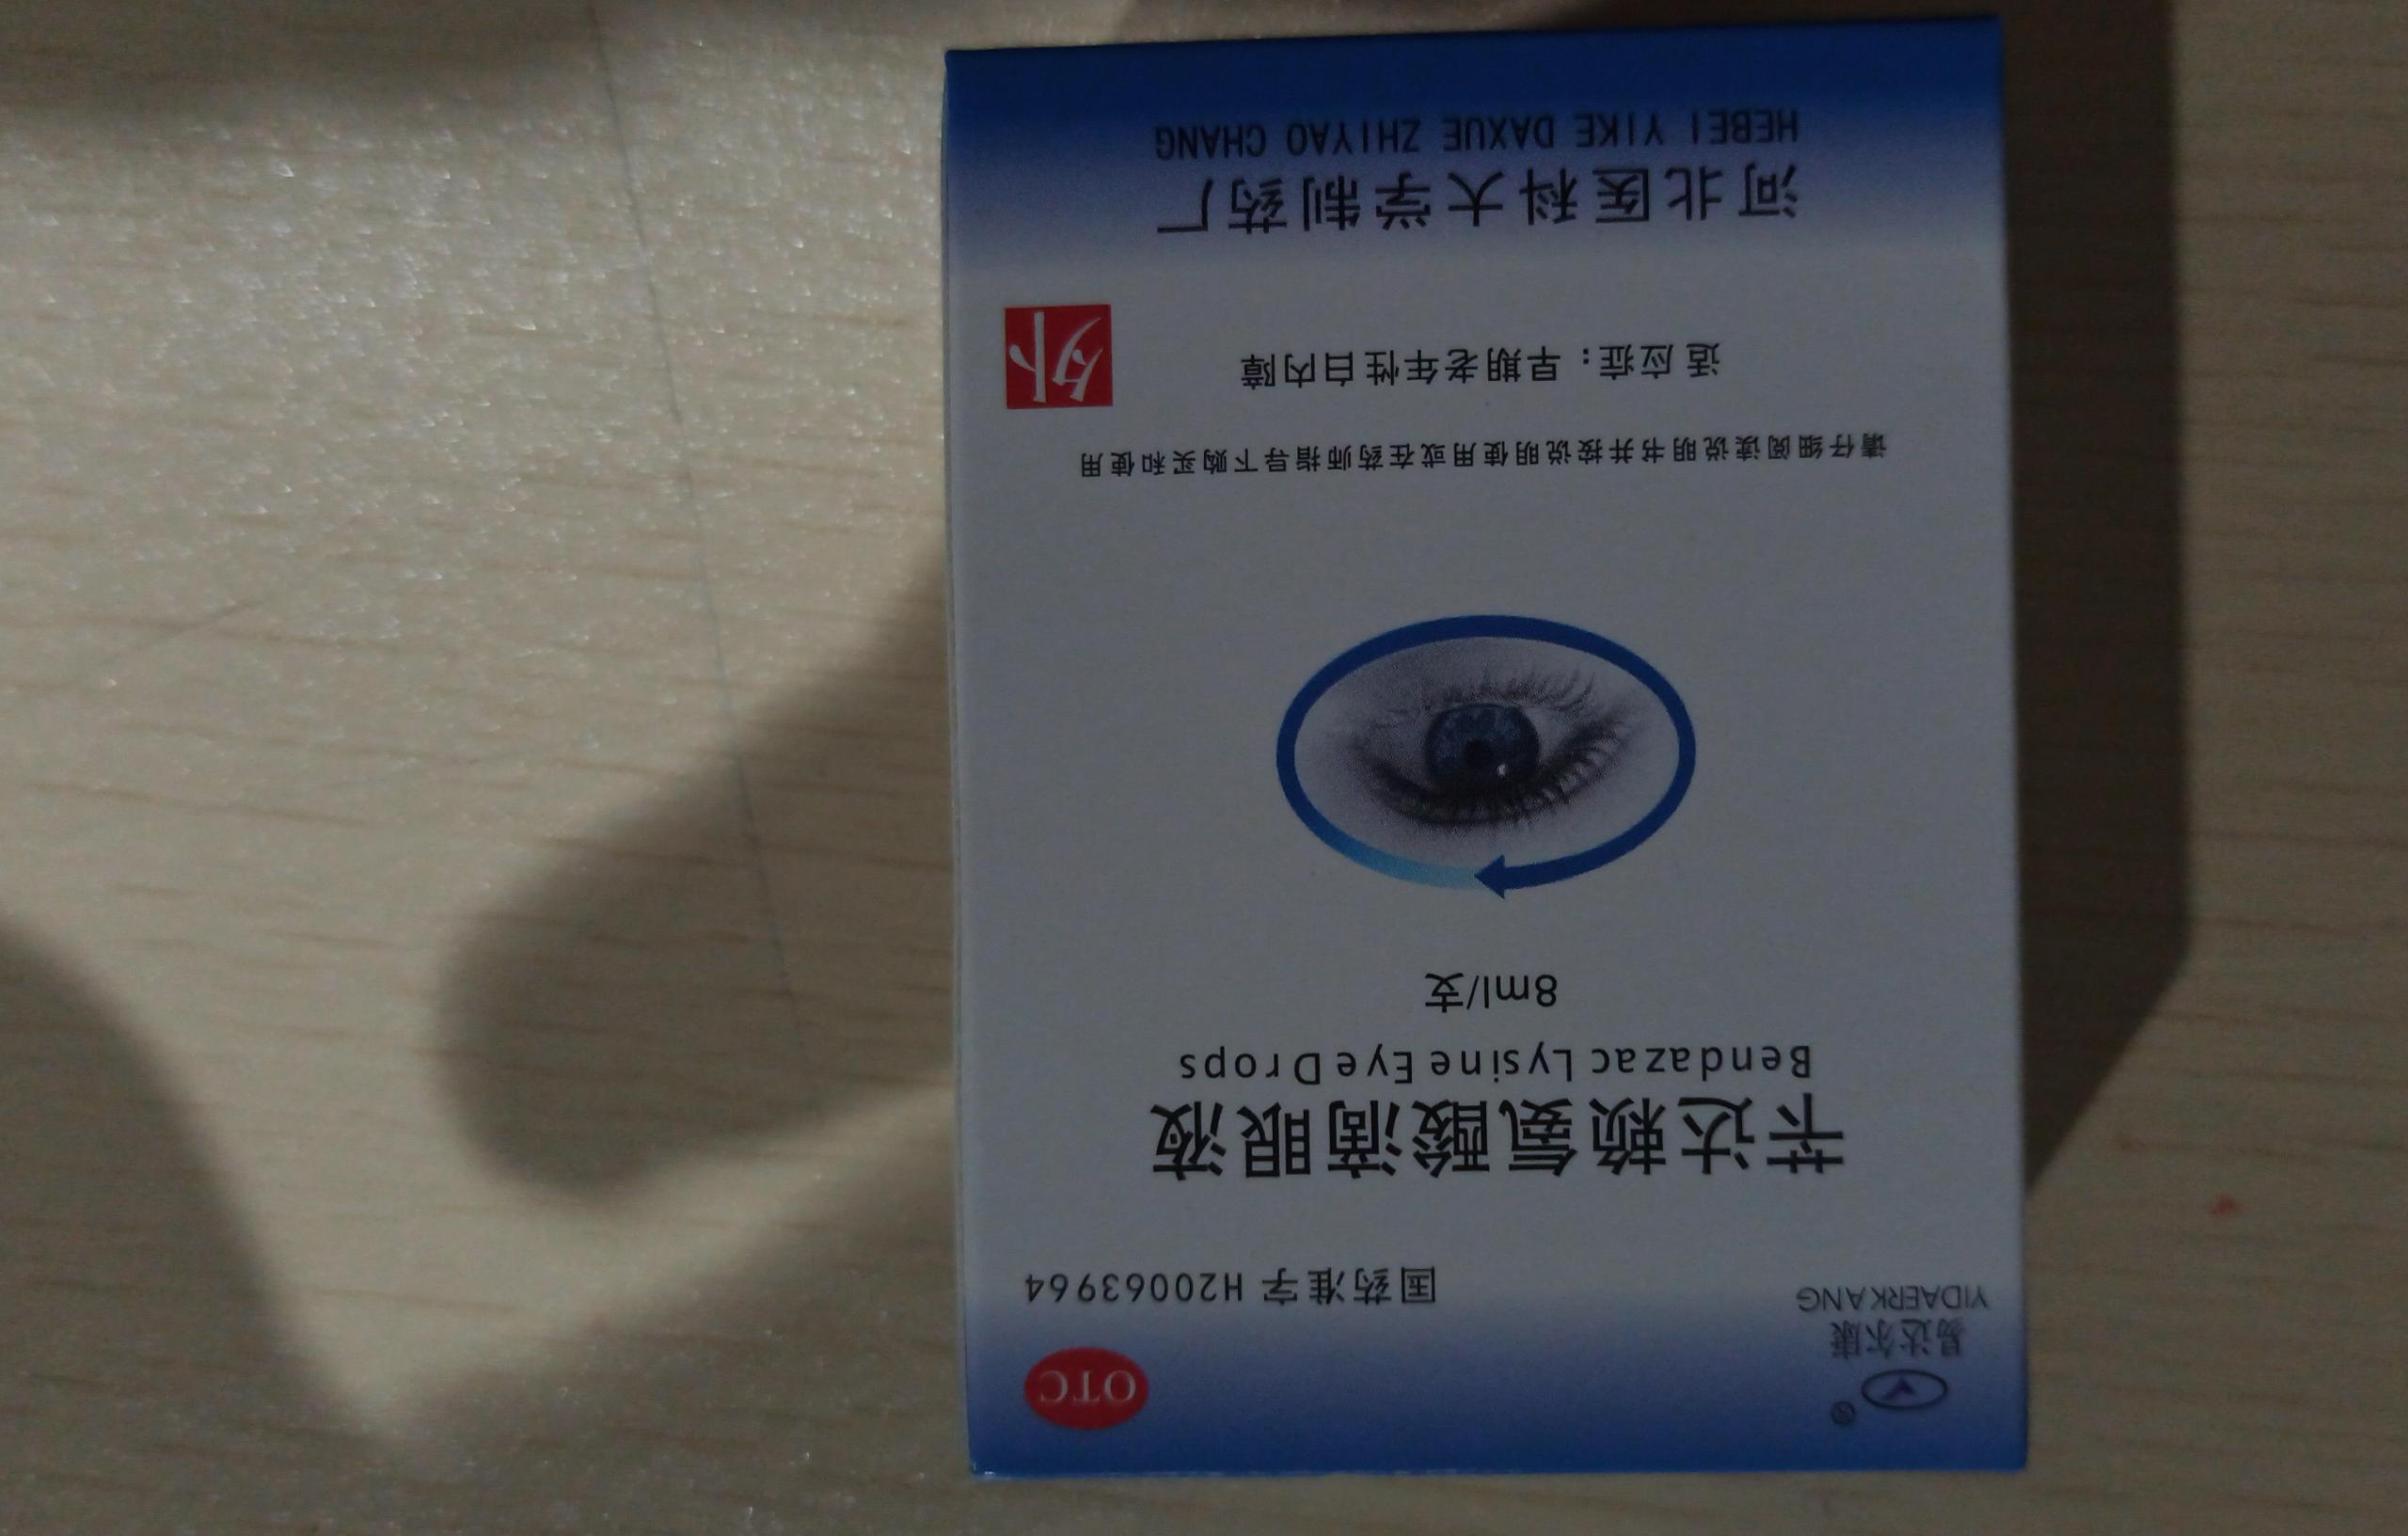 ®
易达尔康
YIDAERKANG
OTC
国药准字 H20063964
苄达赖氨酸滴眼液
Bendazac Lysine Eye Drops
8ml/支
请仔细阅读说明书并按说明使用或在药师指导下购买和使用
适应症：早期老年性白内障
外
河北医科大学制药厂
HEBEI YIKE DAXUE ZHIYAO CHANG